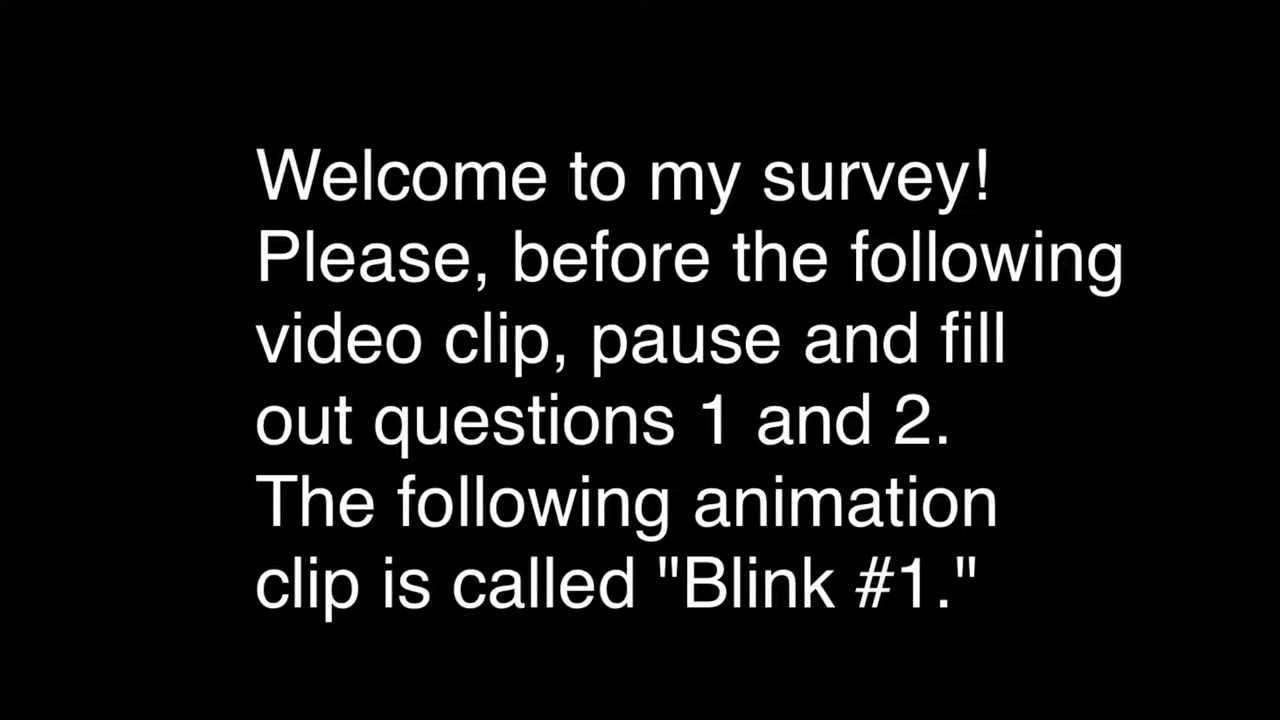 Welcome to my survey!
Please, before the following
video clip, pause and fill
out questions 1 and 2.
The following animation
clip is called "Blink #1."